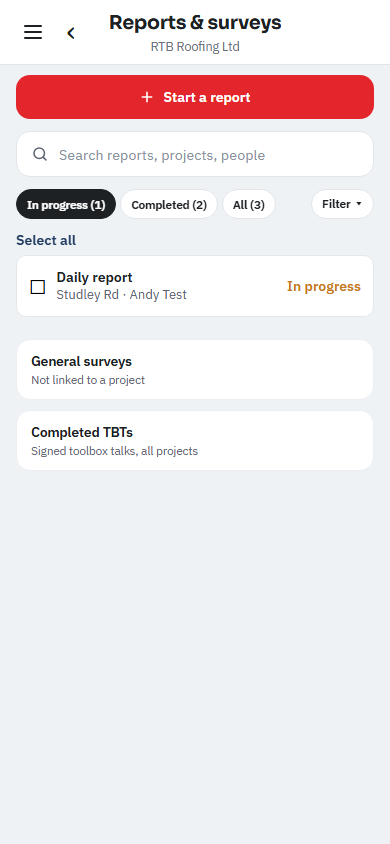 Reports & surveys
RTB Roofing Ltd
+ Start a report
Search reports, projects, people
In progress (1)
Completed (2)
All (3)
Filter
Select all
Daily report
Studley Rd · Andy Test
In progress
General surveys
Not linked to a project
Completed TBTs
Signed toolbox talks, all projects